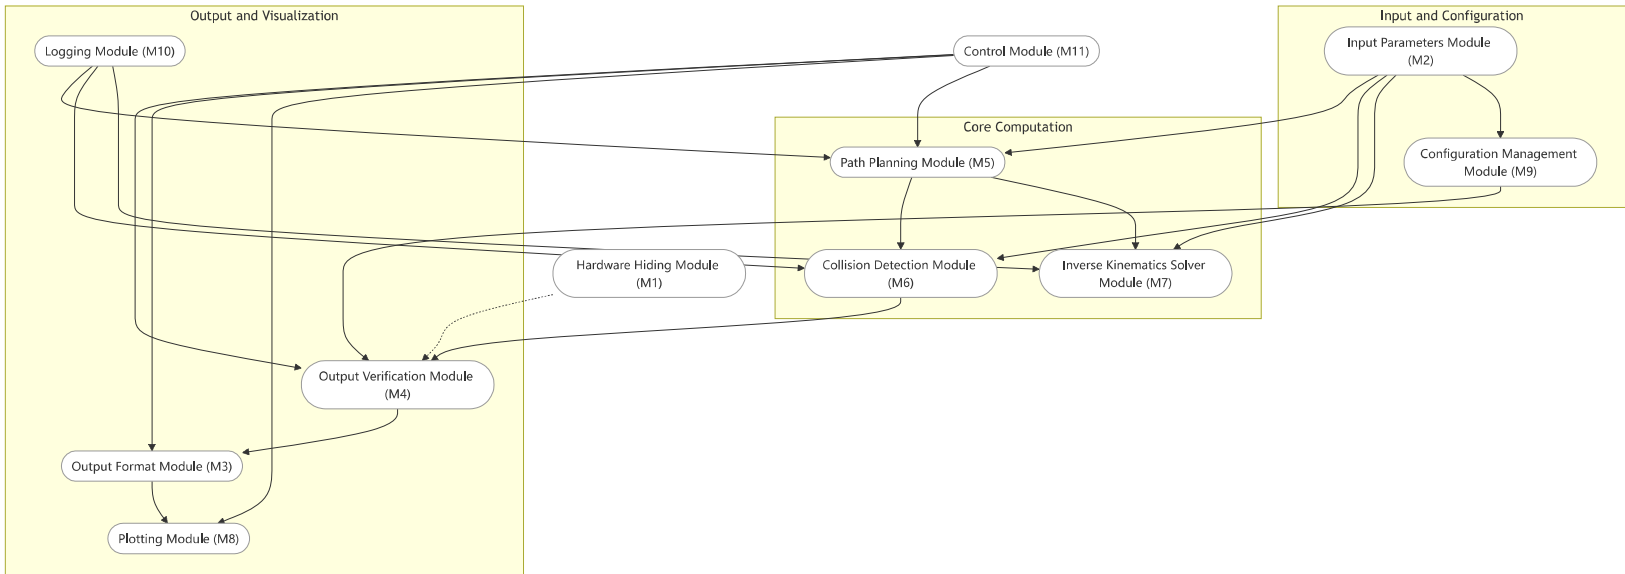 Output and Visualization
Input and Configuration
Logging Module (M10)
Control Module (M11)
Input Parameters Module
(M2)
Core Computation
Path Planning Module (M5)
Configuration Management
Module (M9)
Hardware Hiding Module
(M1)
Collision Detection Module
(M6)
Inverse Kinematics Solver
Module (M7)
Output Verification Module
(M4)
Output Format Module (M3)
Plotting Module (M8)